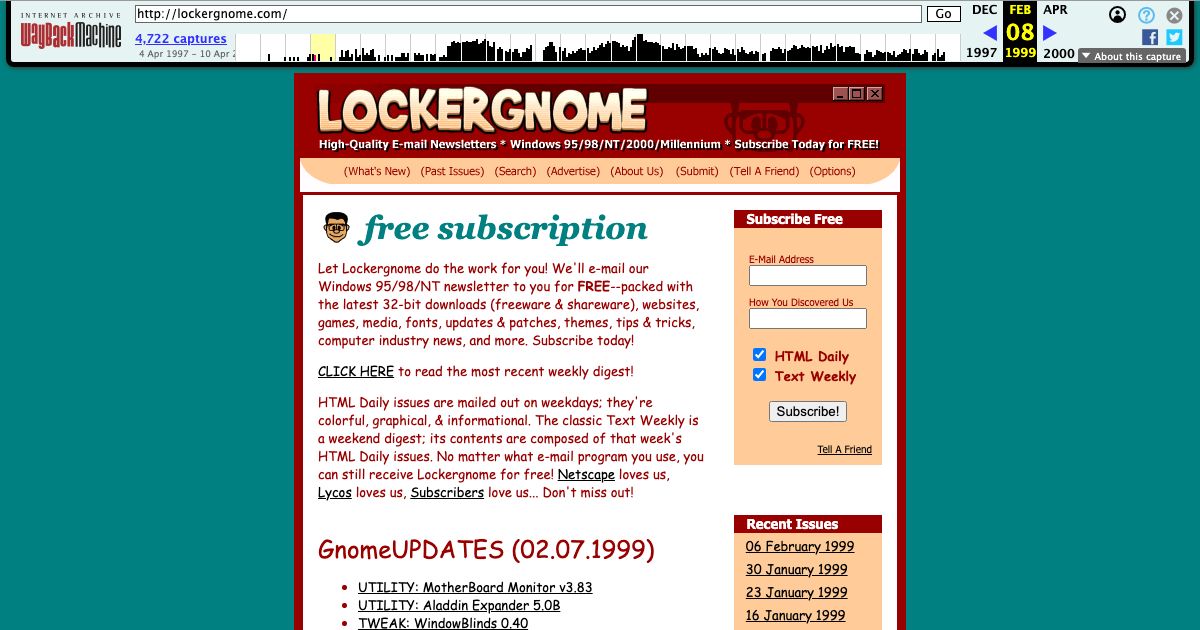 INTERNET ARCHIVE
WayBackMachine
http://lockergnome.com/
Go
4,722 captures
4 Apr 1997 – 10 Apr 2
DEC
FEB
APR
08
1997
1999
2000
About this capture
LOCKERGNOME
High-Quality E-mail Newsletters * Windows 95/98/NT/2000/Millennium * Subscribe Today for FREE!
(What's New) (Past Issues) (Search) (Advertise) (About Us) (Submit) (Tell A Friend) (Options)
free subscription
Let Lockergnome do the work for you! We'll e-mail our
Windows 95/98/NT newsletter to you for FREE--packed with
the latest 32-bit downloads (freeware & shareware), websites,
games, media, fonts, updates & patches, themes, tips & tricks,
computer industry news, and more. Subscribe today!
CLICK HERE to read the most recent weekly digest!
HTML Daily issues are mailed out on weekdays; they're
colorful, graphical, & informational. The classic Text Weekly is
a weekend digest; its contents are composed of that week's
HTML Daily issues. No matter what e-mail program you use, you
can still receive Lockergnome for free! Netscape loves us,
Lycos loves us, Subscribers love us... Don't miss out!
GnomeUPDATES (02.07.1999)
• UTILITY: MotherBoard Monitor v3.83
• UTILITY: Aladdin Expander 5.0B
• TWEAK: WindowBlinds 0.40
Subscribe Free
E-Mail Address
How You Discovered Us
HTML Daily
Text Weekly
Subscribe!
Tell A Friend
Recent Issues
06 February 1999
30 January 1999
23 January 1999
16 January 1999